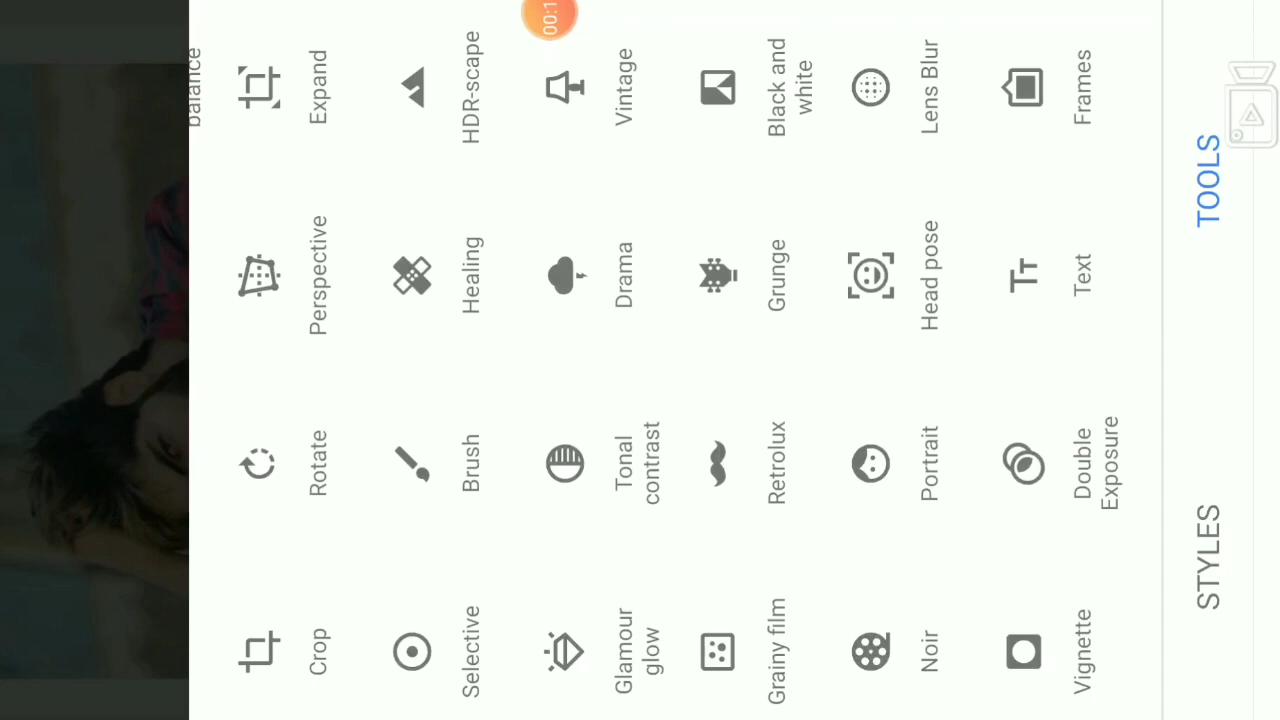 balance
Crop
Rotate
Perspective
Expand
Selective
Brush
Healing
HDR-scape
Glamour
glow
Tonal
contrast
Drama
Vintage
Grainy film
Retrolux
Grunge
Black and
white
Noir
Portrait
Head pose
Lens Blur
Vignette
Double
Exposure
Text
Frames
STYLES
TOOLS